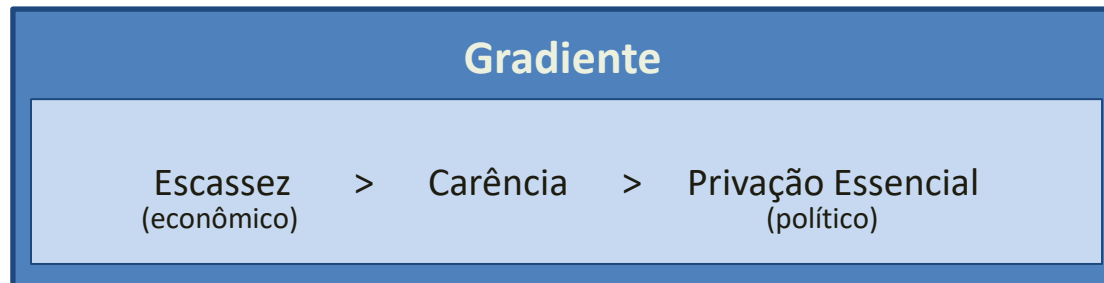 Gradiente
Escassez > Carência > Privação Essencial
(econômico) (político)